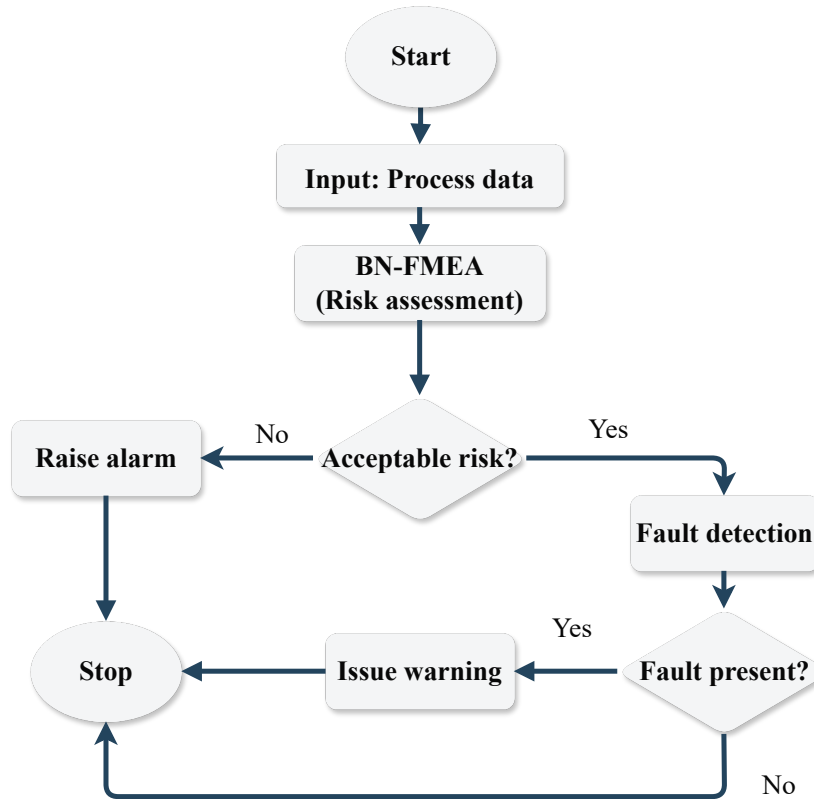 Start
Input: Process data
BN-FMEA
(Risk assessment)
No
Yes
Raise alarm
Acceptable risk?
Fault detection
Yes
Stop
Issue warning
Fault present?
No